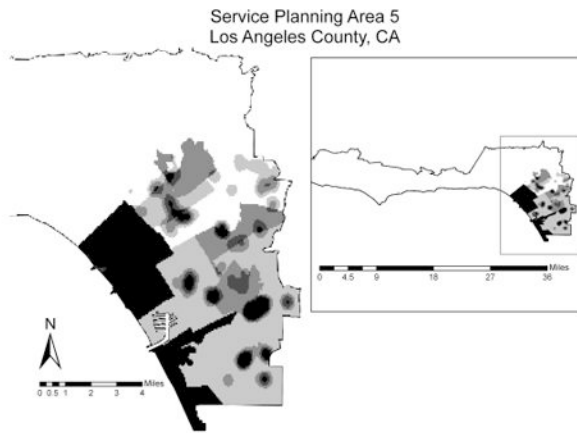 Service Planning Area 5
Los Angeles County, CA
N
Miles
0 0.5 1 2 3 4
Miles
0 4.5 9 18 27 36